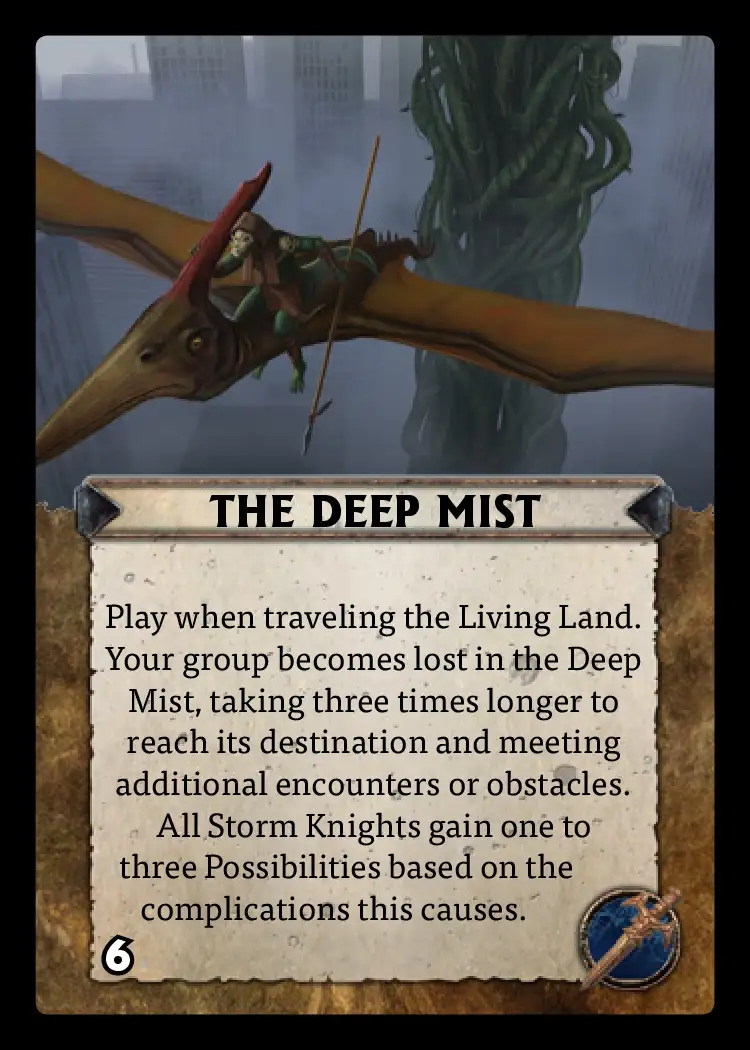 THE DEEP MIST
Play when traveling the Living Land.
Your group becomes lost in the Deep
Mist, taking three times longer to
reach its destination and meeting
additional encounters or obstacles.
All Storm Knights gain one to
three Possibilities based on the
complications this causes.
6